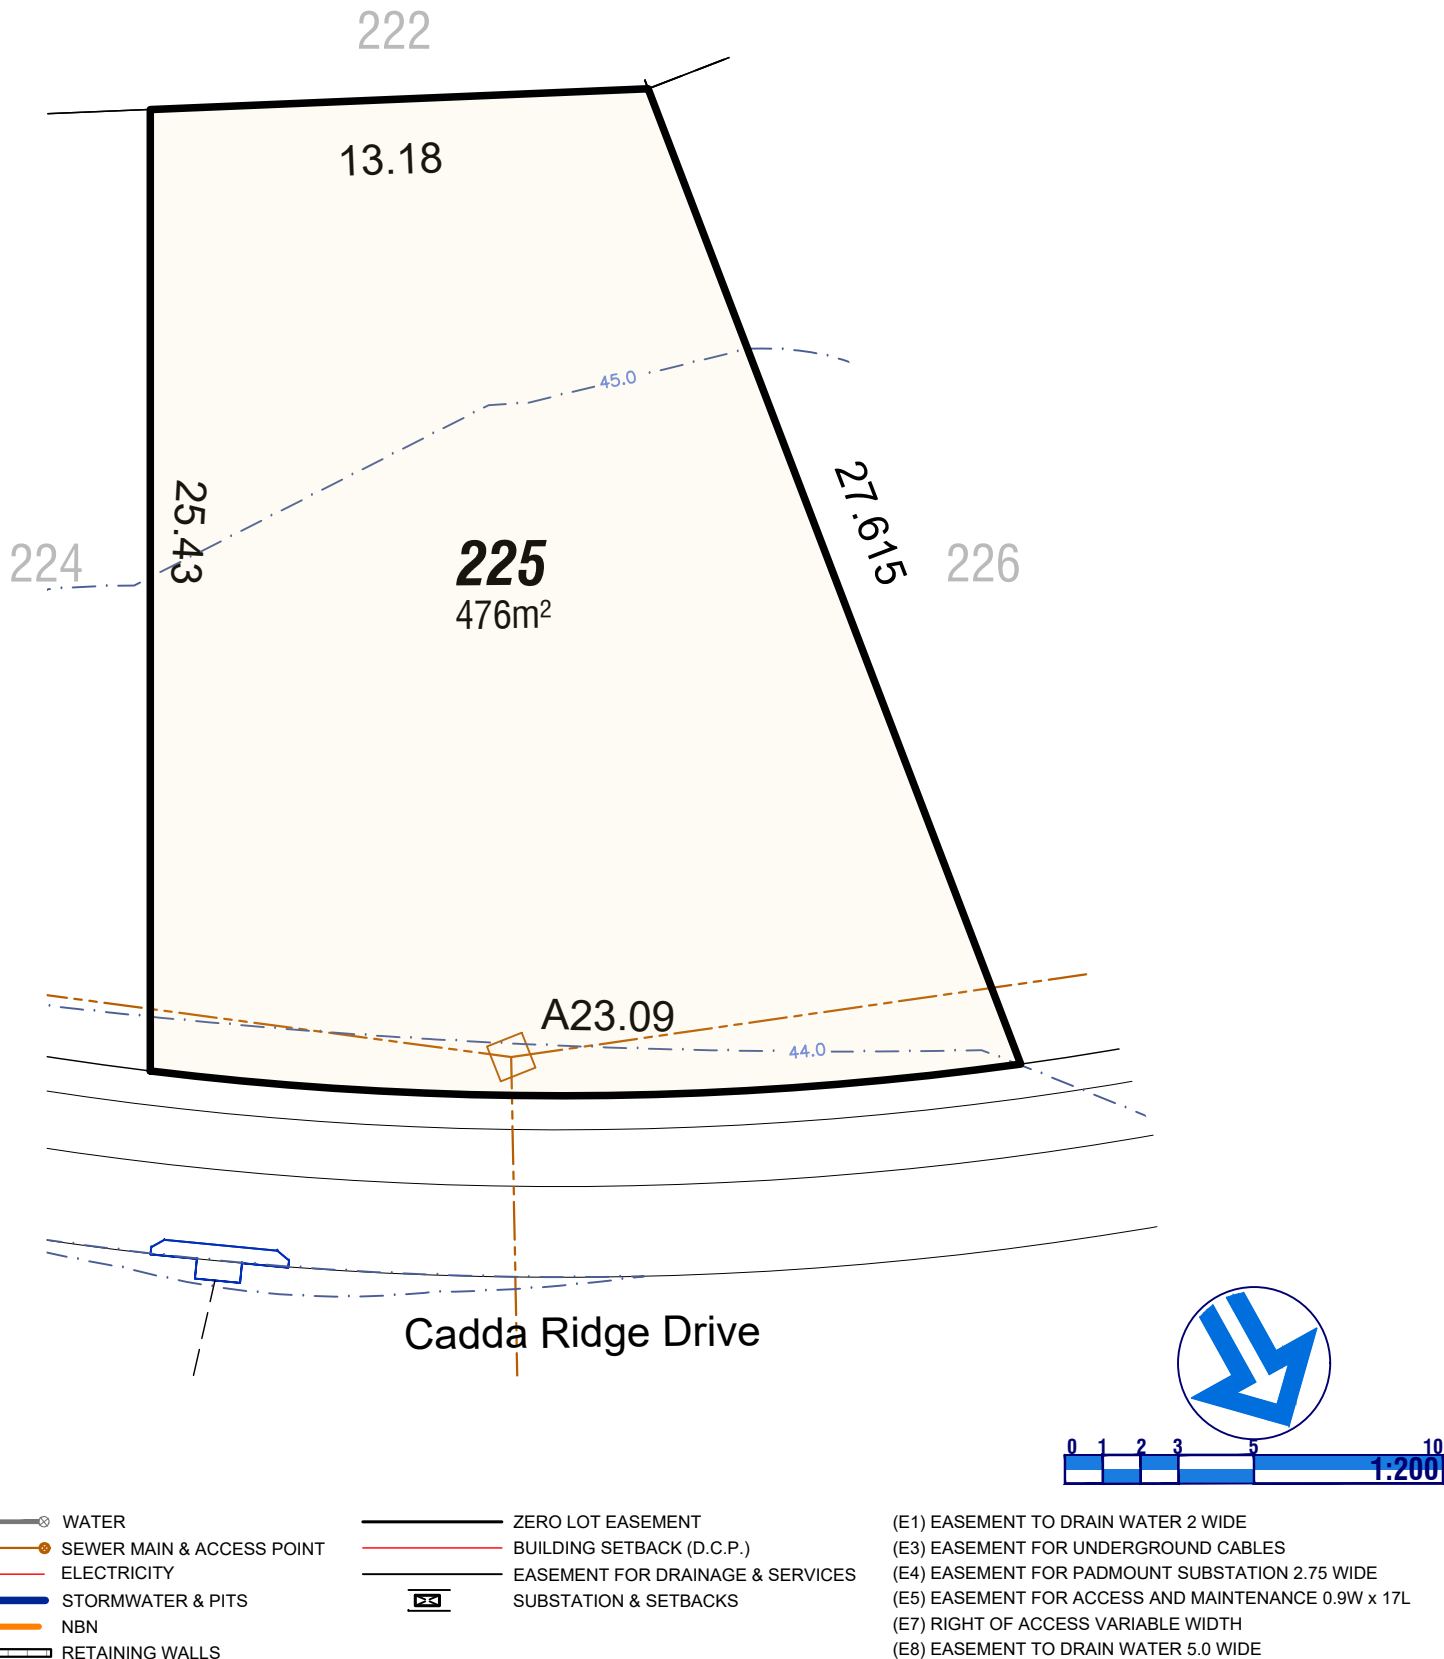 222
13.18
45.0
25.43
27.615
224
225
476m²
226
A23.09
44.0
Cadda Ridge Drive
0 1 2 3 5 10
1:200
WATER
SEWER MAIN & ACCESS POINT
ELECTRICITY
STORMWATER & PITS
NBN
RETAINING WALLS
ZERO LOT EASEMENT
BUILDING SETBACK (D.C.P.)
EASEMENT FOR DRAINAGE & SERVICES
SUBSTATION & SETBACKS
(E1) EASEMENT TO DRAIN WATER 2 WIDE
(E3) EASEMENT FOR UNDERGROUND CABLES
(E4) EASEMENT FOR PADMOUNT SUBSTATION 2.75 WIDE
(E5) EASEMENT FOR ACCESS AND MAINTENANCE 0.9W x 17L
(E7) RIGHT OF ACCESS VARIABLE WIDTH
(E8) EASEMENT TO DRAIN WATER 5.0 WIDE